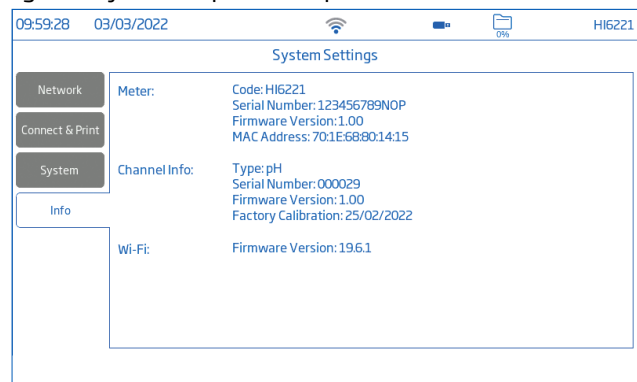 09:59:28 03/03/2022 0% HI6221
System Settings
Network
Connect & Print
System
Info
Meter: Code: HI6221
Serial Number: 123456789NOP
Firmware Version: 1.00
MAC Address: 70:1E:68:80:14:15
Channel Info: Type: pH
Serial Number: 000029
Firmware Version: 1.00
Factory Calibration: 25/02/2022
Wi-Fi: Firmware Version: 19.6.1